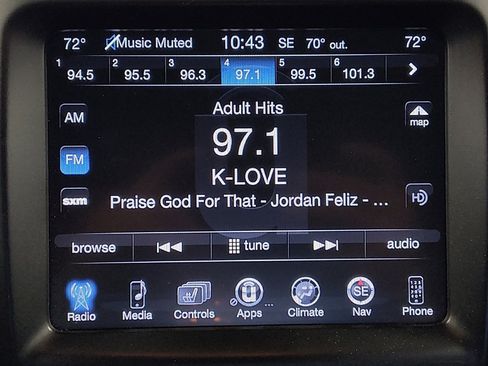 72° Music Muted 10:43 SE 70° out. 72°
1 94.5 2 95.5 3 96.3 4 97.1 5 99.5 6 101.3
Adult Hits
AM
97.1
map
FM
K-LOVE
sxm
Praise God For That - Jordan Feliz - ...
HD
browse tune audio
SE
Radio Media Controls Apps Climate Nav Phone